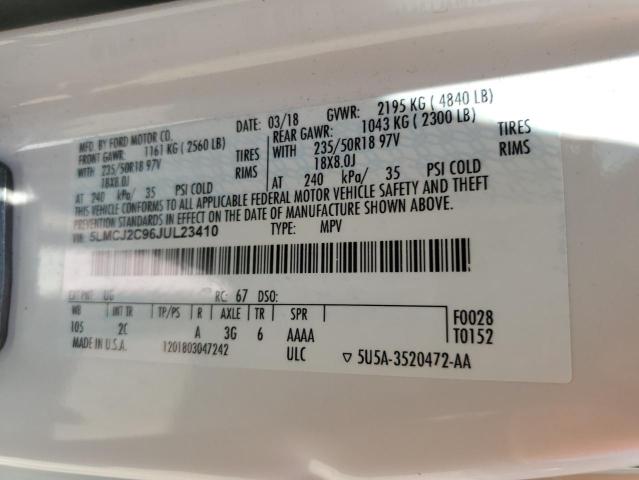 MFD. BY FORD MOTOR CO.
DATE: 03/18 GVWR: 2195 KG ( 4840 LB)
FRONT GAWR: 1161 KG ( 2560 LB) REAR GAWR: 1043 KG ( 2300 LB)
WITH 235/50R18 97V TIRES WITH 235/50R18 97V TIRES
18X8.0J RIMS 18X8.0J RIMS
AT 240 kPa/ 35 PSI COLD AT 240 kPa/ 35 PSI COLD
THIS VEHICLE CONFORMS TO ALL APPLICABLE FEDERAL MOTOR VEHICLE SAFETY AND THEFT
PREVENTION STANDARDS IN EFFECT ON THE DATE OF MANUFACTURE SHOWN ABOVE.
VIN: 5LMCJ2C96JUL23410 TYPE: MPV
EXT PNT: UG RC: 67 DSO:
WB INT TR TP/PS R AXLE TR SPR F0028
105 2C A 3G 6 AAAA T0152
MADE IN U.S.A. 1201803047242 ULC ▽5U5A-3520472-AA